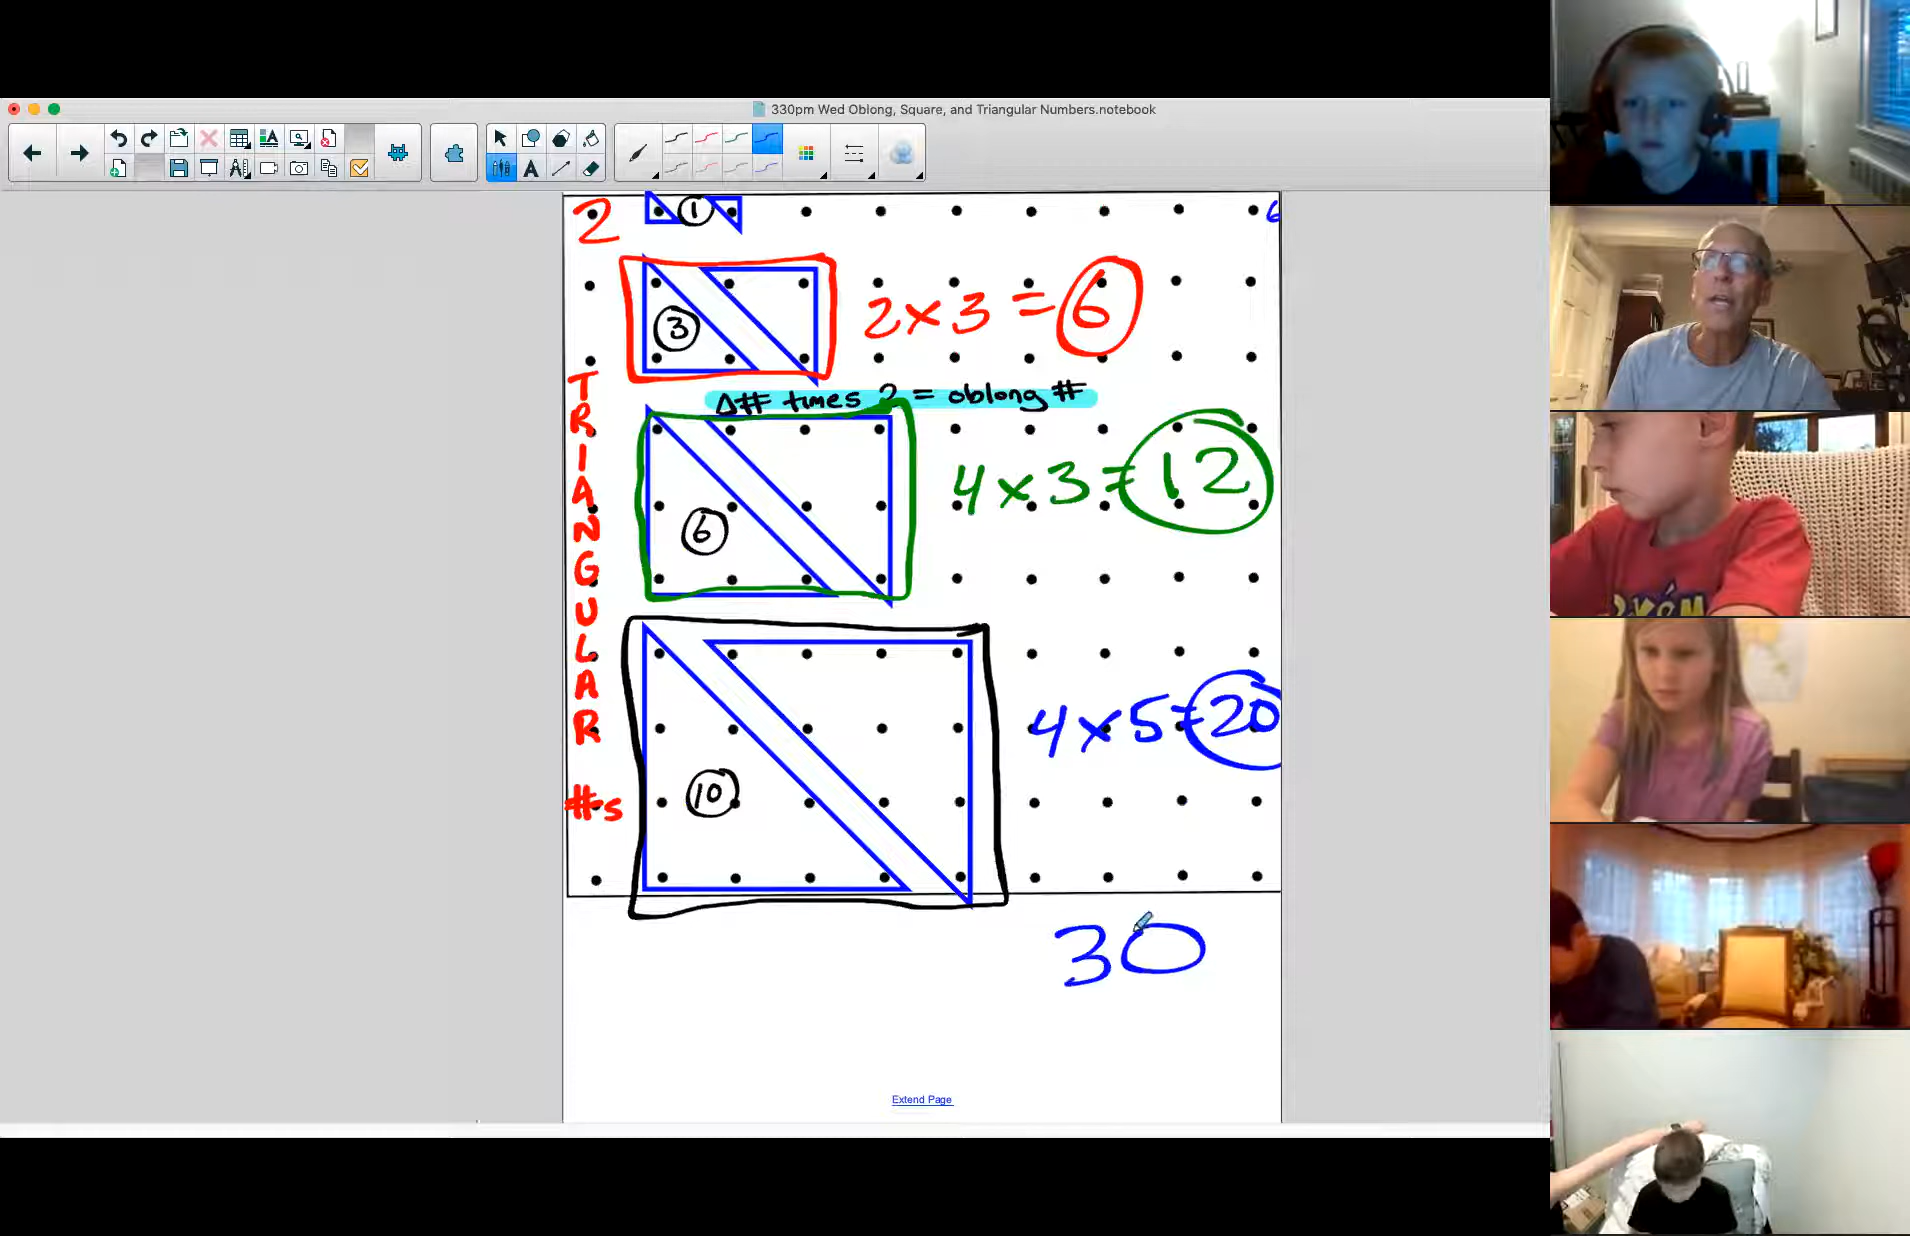 330pm Wed Oblong, Square, and Triangular Numbers.notebook
2
1
6
3
2 x 3 = 6
Δ# times 2 = oblong #
TRIANGULAR #s
6
4 x 3 = 12
10
4 x 5 = 20
30
Extend Page